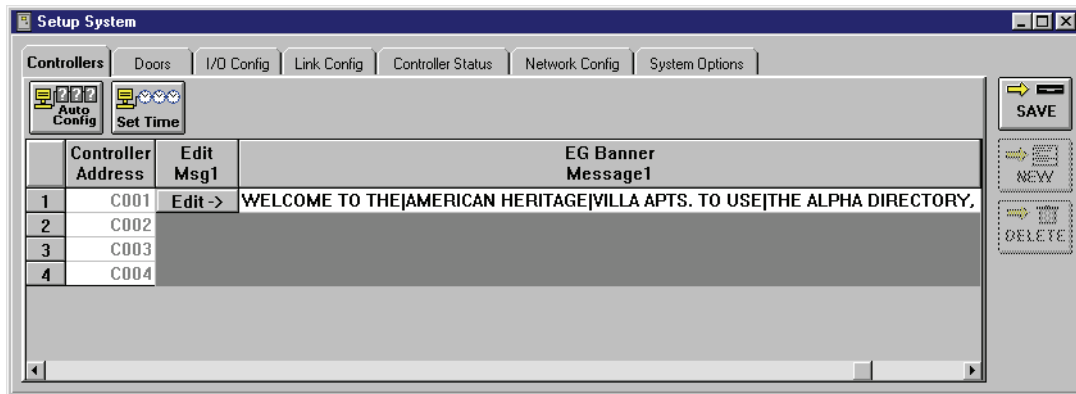 Setup System
Controllers Doors I/O Config Link Config Controller Status Network Config System Options
??? Auto Config Set Time
SAVE
NEW
DELETE
Controller Address Edit Msg1 EG Banner Message1
1 C001 Edit -> WELCOME TO THE|AMERICAN HERITAGE|VILLA APTS. TO USE|THE ALPHA DIRECTORY,
2 C002
3 C003
4 C004